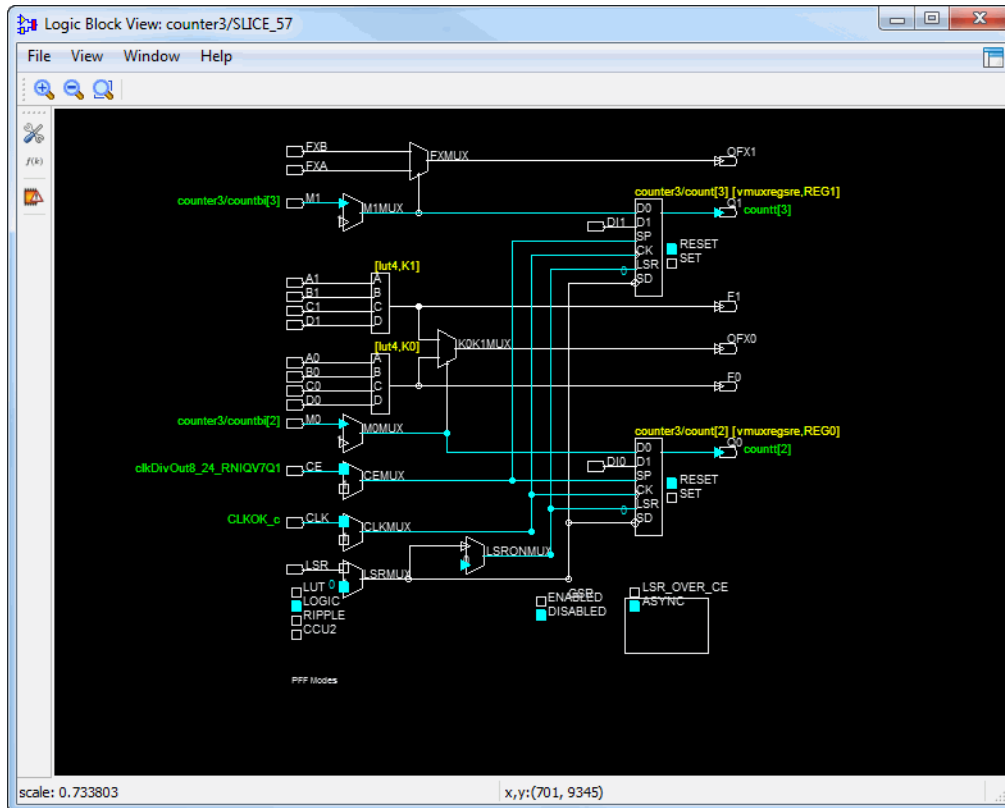 Logic Block View: counter3/SLICE_57
File View Window Help
f(k)
FXB
FXA
FXMUX
OFX1
counter3/countbi[3]
M1
M1MUX
counter3/count[3] [vmuxregsre,REG1]
D0
D1
SP
CK
LSR
SD
DI1
0
RESET
SET
Q1
countt[3]
[lut4,K1]
A1
B1
C1
D1
A
B
C
D
F1
K0K1MUX
OFX0
[lut4,K0]
A0
B0
C0
D0
A
B
C
D
F0
counter3/countbi[2]
M0
M0MUX
counter3/count[2] [vmuxregsre,REG0]
D0
D1
SP
CK
LSR
SD
DI0
0
RESET
SET
Q0
countt[2]
clkDivOut8_24_RNIQV7Q1
CE
CEMUX
CLKOK_c
CLK
CLKMUX
LSRONMUX
0
LSR
LSRMUX
0
LUT
LOGIC
RIPPLE
CCU2
GSR
ENABLED
DISABLED
LSR_OVER_CE
ASYNC
PFF Modes
scale: 0.733803
x,y:(701, 9345)